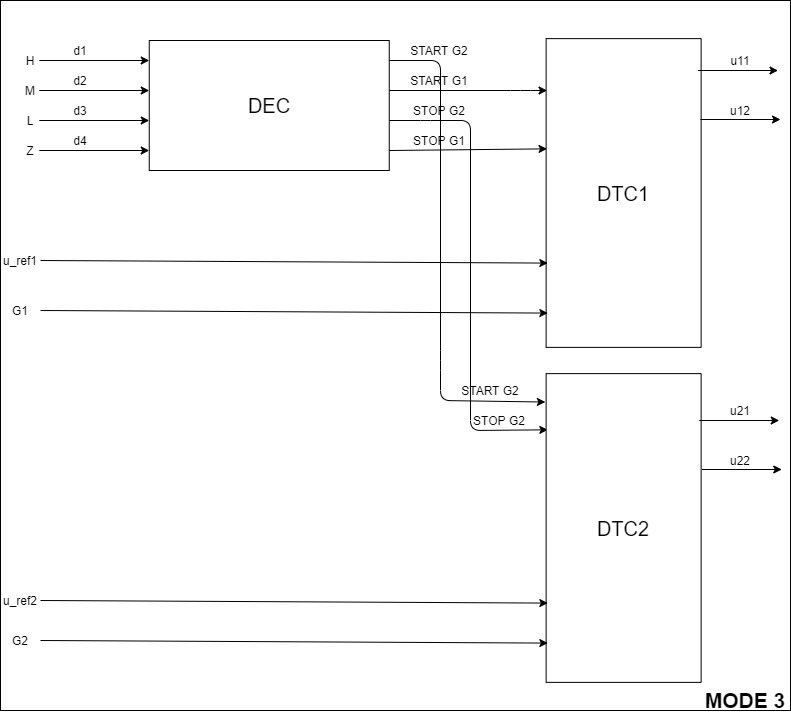 H
d1
START G2
M
d2
DEC
START G1
L
d3
STOP G2
Z
d4
STOP G1
u11
u12
DTC1
u_ref1
G1
START G2
STOP G2
u21
u22
DTC2
u_ref2
G2
MODE 3